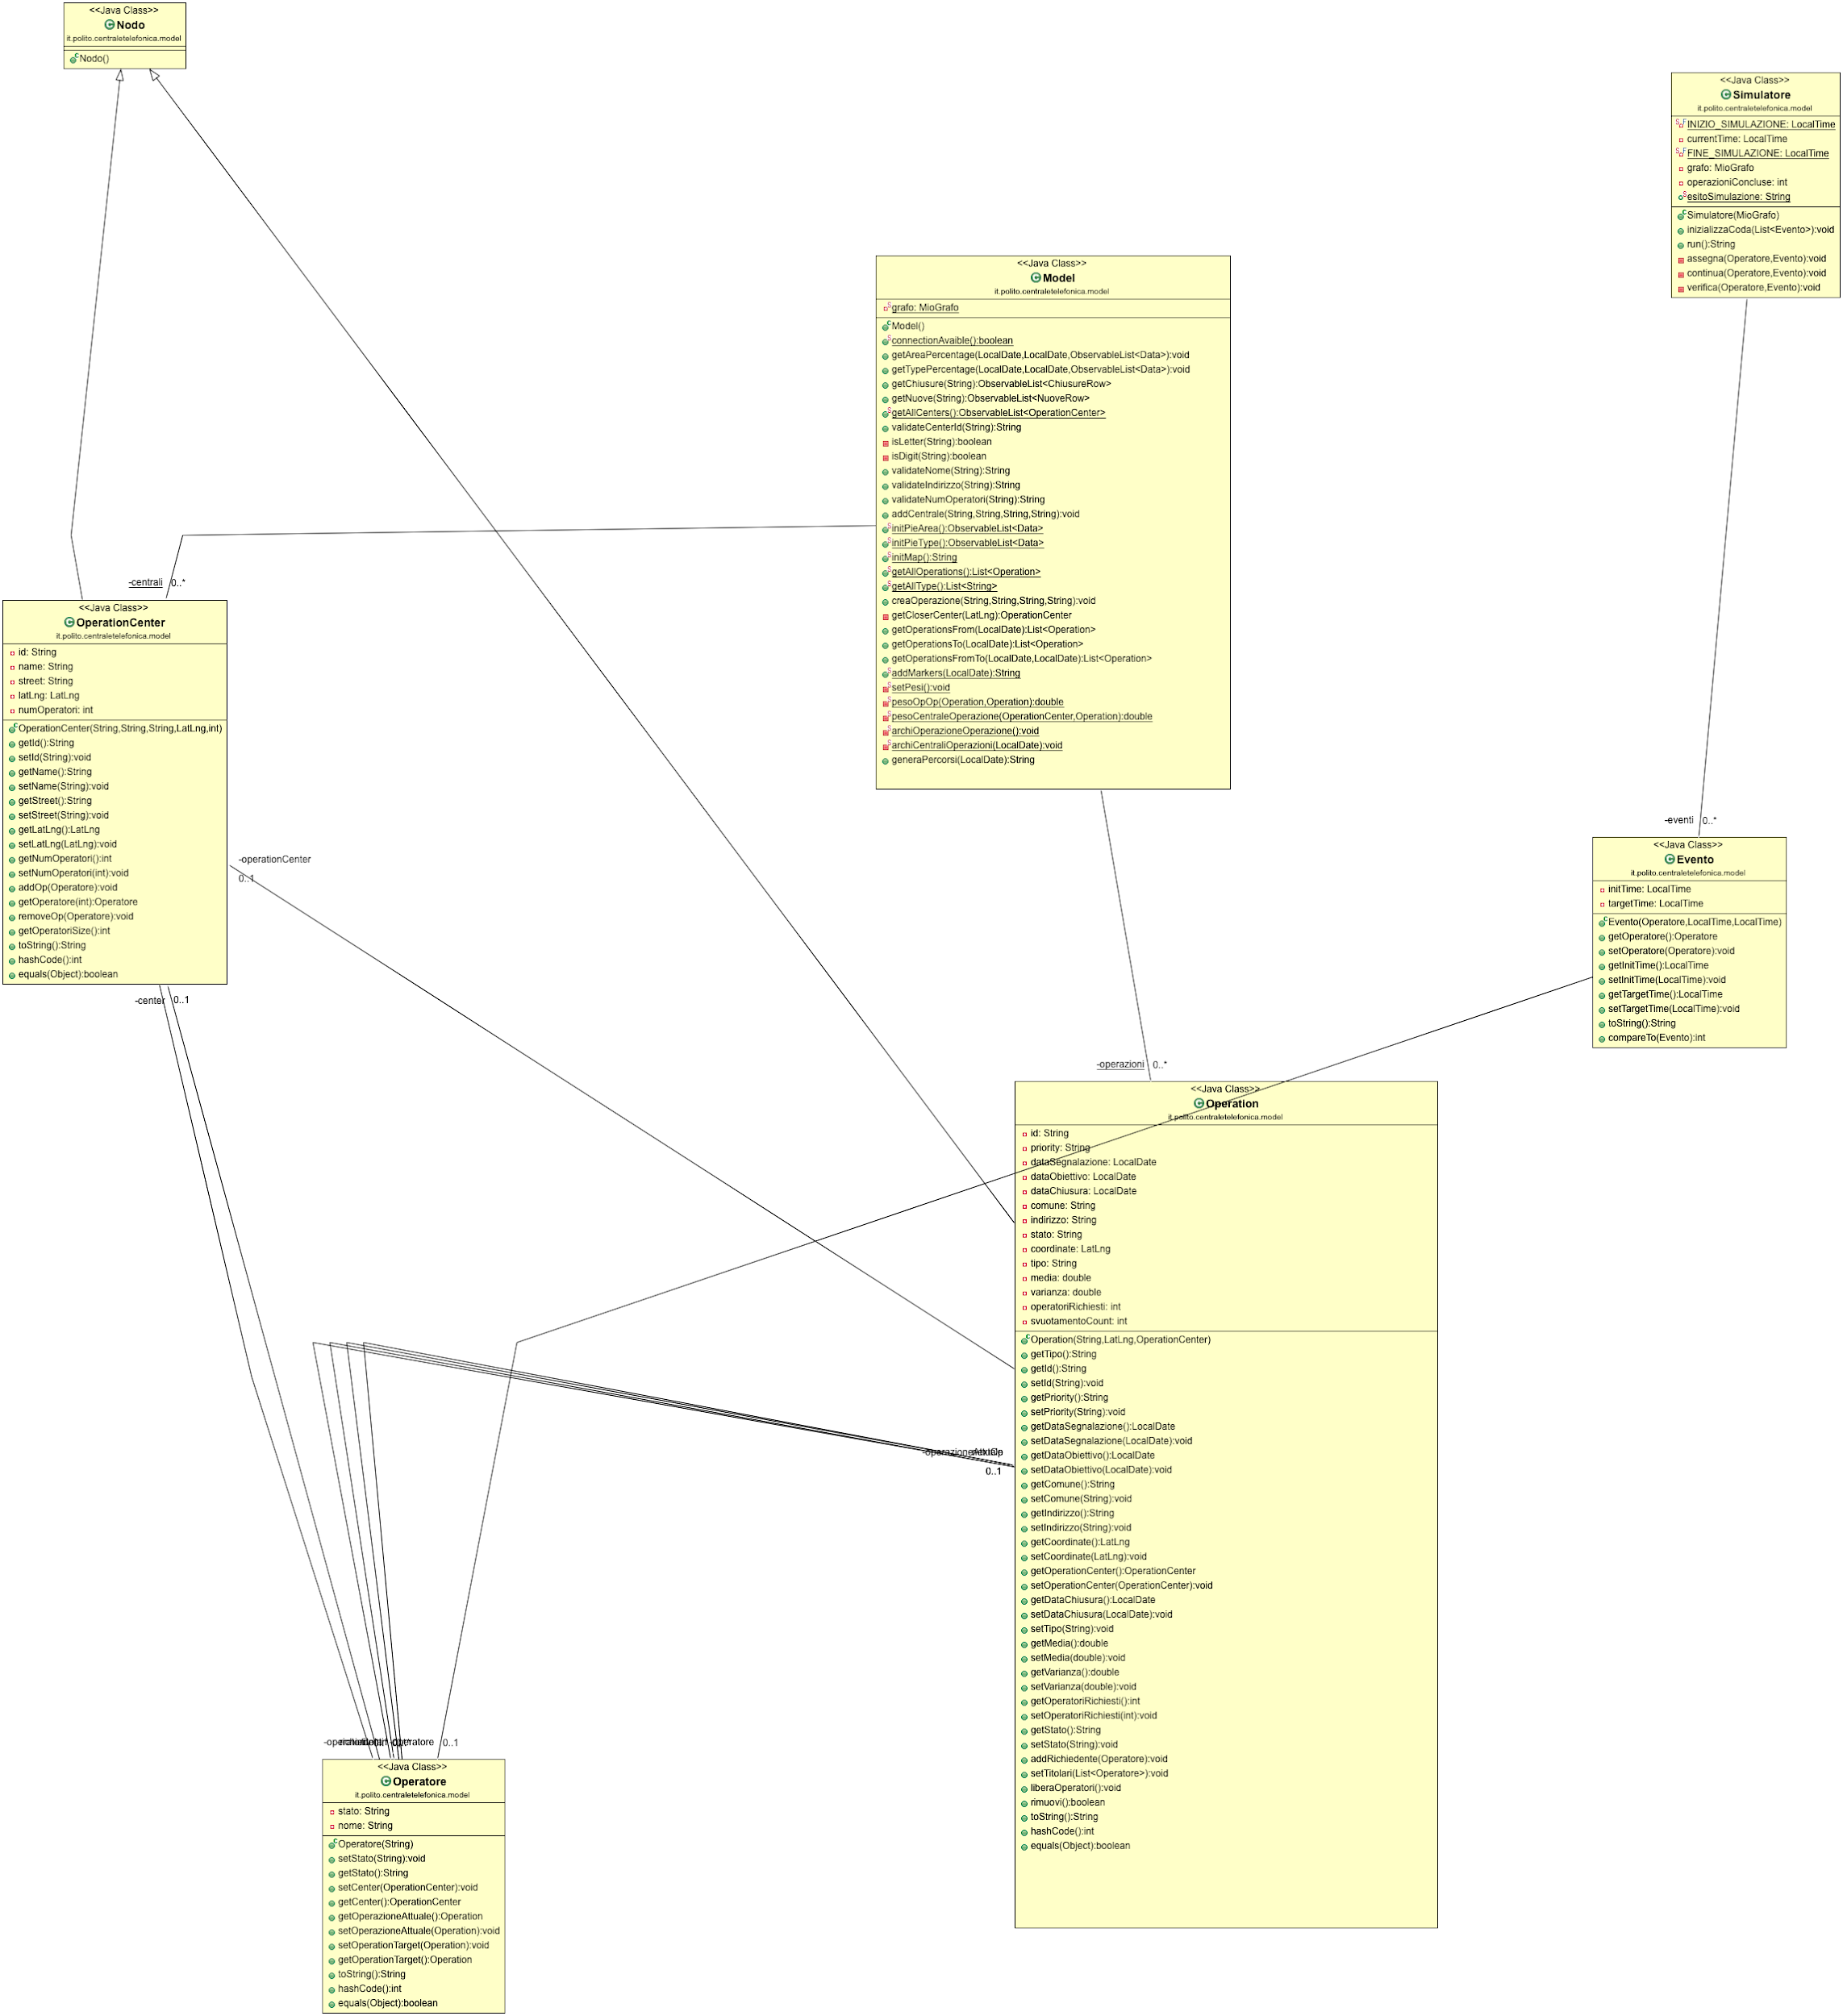 <<Java Class>>
Nodo
it.polito.centraletelefonica.model
Nodo()
<<Java Class>>
Simulatore
it.polito.centraletelefonica.model
INIZIO_SIMULAZIONE: LocalTime
currentTime: LocalTime
FINE_SIMULAZIONE: LocalTime
grafo: MioGrafo
operazioniConcluse: int
esitoSimulazione: String
Simulatore(MioGrafo)
inizializzaCoda(List<Evento>):void
run():String
assegna(Operatore,Evento):void
continua(Operatore,Evento):void
verifica(Operatore,Evento):void
<<Java Class>>
Model
it.polito.centraletelefonica.model
grafo: MioGrafo
Model()
connectionAvaible():boolean
getAreaPercentage(LocalDate,LocalDate,ObservableList<Data>):void
getTypePercentage(LocalDate,LocalDate,ObservableList<Data>):void
getChiusure(String):ObservableList<ChiusureRow>
getNuove(String):ObservableList<NuoveRow>
getAllCenters():ObservableList<OperationCenter>
validateCenterId(String):String
isLetter(String):boolean
isDigit(String):boolean
validateNome(String):String
validateIndirizzo(String):String
validateNumOperatori(String):String
addCentrale(String,String,String,String):void
initPieArea():ObservableList<Data>
initPieType():ObservableList<Data>
initMap():String
getAllOperations():List<Operation>
getAllType():List<String>
creaOperazione(String,String,String,String):void
getCloserCenter(LatLng):OperationCenter
getOperationsFrom(LocalDate):List<Operation>
getOperationsTo(LocalDate):List<Operation>
getOperationsFromTo(LocalDate,LocalDate):List<Operation>
addMarkers(LocalDate):String
setPesi():void
pesoOpOp(Operation,Operation):double
pesoCentraleOperazione(OperationCenter,Operation):double
archiOperazioneOperazione():void
archiCentraliOperazioni(LocalDate):void
generaPercorsi(LocalDate):String
-centrali 0..*
<<Java Class>>
OperationCenter
it.polito.centraletelefonica.model
id: String
name: String
street: String
latLng: LatLng
numOperatori: int
OperationCenter(String,String,String,LatLng,int)
getId():String
setId(String):void
getName():String
setName(String):void
getStreet():String
setStreet(String):void
getLatLng():LatLng
setLatLng(LatLng):void
getNumOperatori():int
setNumOperatori(int):void
addOp(Operatore):void
getOperatore(int):Operatore
removeOp(Operatore):void
getOperatoriSize():int
toString():String
hashCode():int
equals(Object):boolean
-operationCenter
0..1
-center 0..1
-eventi 0..*
<<Java Class>>
Evento
it.polito.centraletelefonica.model
initTime: LocalTime
targetTime: LocalTime
Evento(Operatore,LocalTime,LocalTime)
getOperatore():Operatore
setOperatore(Operatore):void
getInitTime():LocalTime
setInitTime(LocalTime):void
getTargetTime():LocalTime
setTargetTime(LocalTime):void
toString():String
compareTo(Evento):int
-operazioni 0..*
<<Java Class>>
Operation
it.polito.centraletelefonica.model
id: String
priority: String
dataSegnalazione: LocalDate
dataObiettivo: LocalDate
dataChiusura: LocalDate
comune: String
indirizzo: String
stato: String
coordinate: LatLng
tipo: String
media: double
varianza: double
operatoriRichiesti: int
svuotamentoCount: int
Operation(String,LatLng,OperationCenter)
getTipo():String
getId():String
setId(String):void
getPriority():String
setPriority(String):void
getDataSegnalazione():LocalDate
setDataSegnalazione(LocalDate):void
getDataObiettivo():LocalDate
setDataObiettivo(LocalDate):void
getComune():String
setComune(String):void
getIndirizzo():String
setIndirizzo(String):void
getCoordinate():LatLng
setCoordinate(LatLng):void
getOperationCenter():OperationCenter
setOperationCenter(OperationCenter):void
getDataChiusura():LocalDate
setDataChiusura(LocalDate):void
setTipo(String):void
getMedia():double
setMedia(double):void
getVarianza():double
setVarianza(double):void
getOperatoriRichiesti():int
setOperatoriRichiesti(int):void
getStato():String
setStato(String):void
addRichiedente(Operatore):void
setTitolari(List<Operatore>):void
liberaOperatori():void
rimuovi():boolean
toString():String
hashCode():int
equals(Object):boolean
0..1
0..1
<<Java Class>>
Operatore
it.polito.centraletelefonica.model
stato: String
nome: String
Operatore(String)
setStato(String):void
getStato():String
setCenter(OperationCenter):void
getCenter():OperationCenter
getOperazioneAttuale():Operation
setOperazioneAttuale(Operation):void
setOperationTarget(Operation):void
getOperationTarget():Operation
toString():String
hashCode():int
equals(Object):boolean